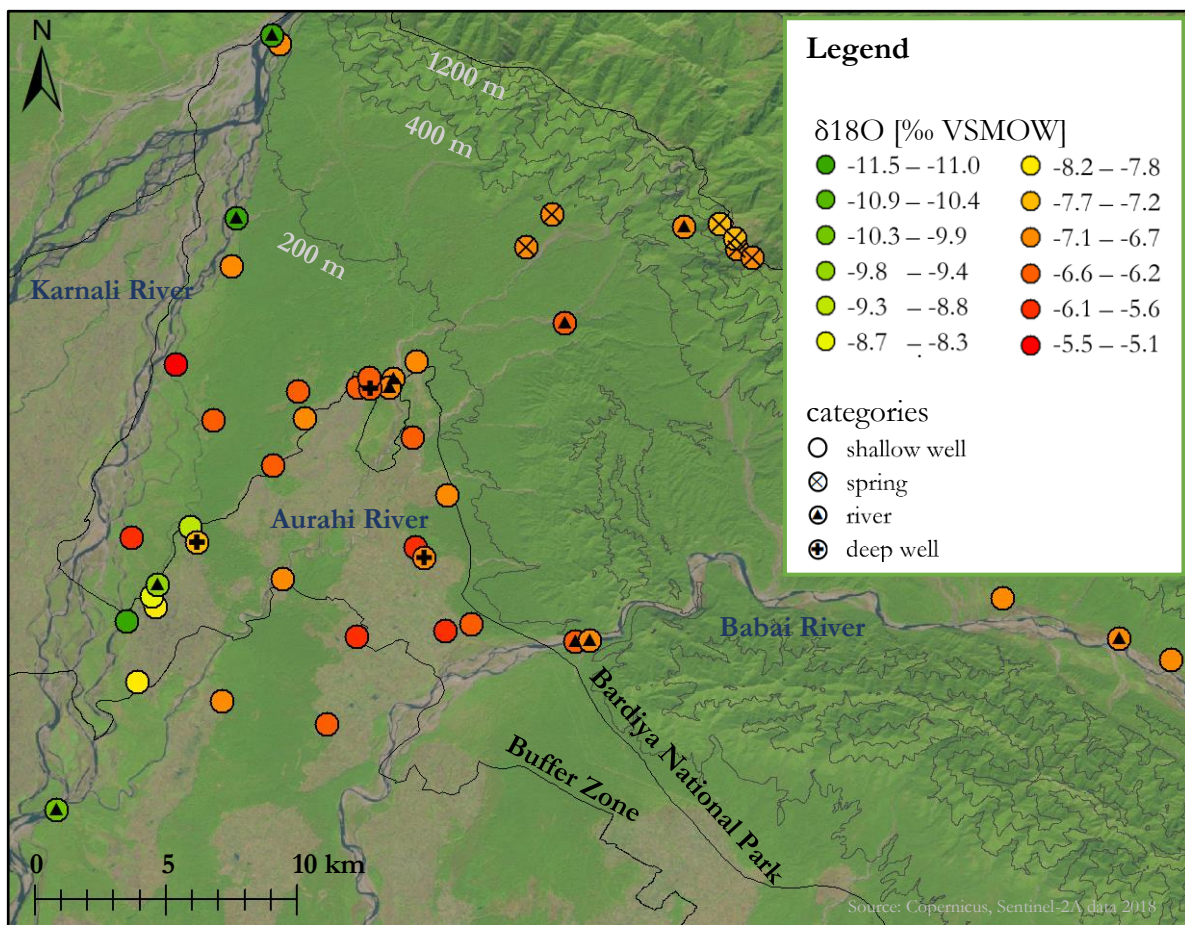 N
1200 m
400 m
200 m
Karnali River
Aurahi River
Babai River
Bardiya National Park
Buffer Zone
0 5 10 km
Legend
δ18O [‰ VSMOW]
-11.5 – -11.0
-10.9 – -10.4
-10.3 – -9.9
-9.8 – -9.4
-9.3 – -8.8
-8.7 – -8.3
-8.2 – -7.8
-7.7 – -7.2
-7.1 – -6.7
-6.6 – -6.2
-6.1 – -5.6
-5.5 – -5.1
categories
shallow well
spring
river
deep well
Source: Copernicus, Sentinel-2A data 2018